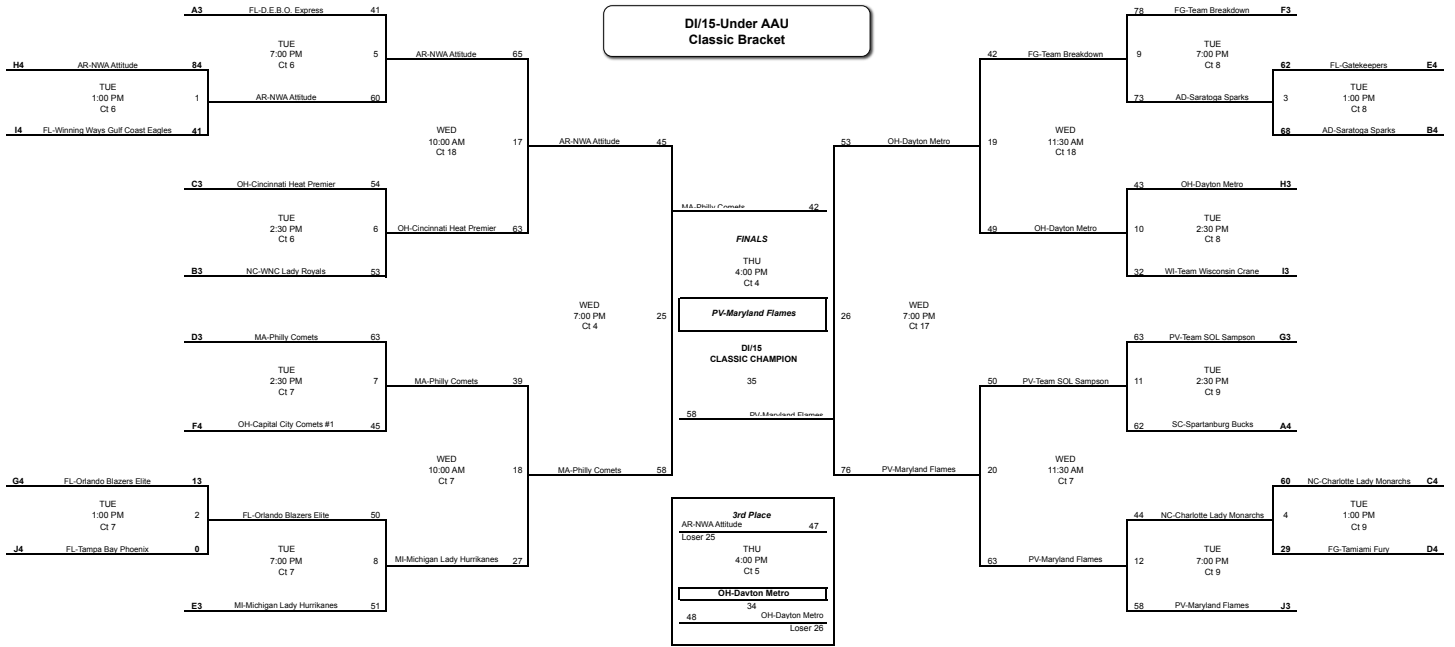 DI/15-Under AAU
Classic Bracket
A3 FL-D.E.B.O. Express 41
TUE
7:00 PM
Ct 6
5
H4 AR-NWA Attitude 84
TUE
1:00 PM
Ct 6
1
AR-NWA Attitude 60
I4 FL-Winning Ways Gulf Coast Eagles 41
AR-NWA Attitude 65
WED
10:00 AM
Ct 18
17
C3 OH-Cincinnati Heat Premier 54
TUE
2:30 PM
Ct 6
6
OH-Cincinnati Heat Premier 63
B3 NC-WNC Lady Royals 53
AR-NWA Attitude 45
WED
7:00 PM
Ct 4
25
D3 MA-Philly Comets 63
TUE
2:30 PM
Ct 7
7
MA-Philly Comets 39
F4 OH-Capital City Comets #1 45
WED
10:00 AM
Ct 7
18
MA-Philly Comets 58
G4 FL-Orlando Blazers Elite 13
TUE
1:00 PM
Ct 7
2
FL-Orlando Blazers Elite 50
J4 FL-Tampa Bay Phoenix 0
TUE
7:00 PM
Ct 7
8
MI-Michigan Lady Hurrikanes 27
E3 MI-Michigan Lady Hurrikanes 51
MA-Philly Comets 42
FINALS
THU
4:00 PM
Ct 4
PV-Maryland Flames
DI/15
CLASSIC CHAMPION
35
58 PV-Maryland Flames
3rd Place
AR-NWA Attitude 47
Loser 25
THU
4:00 PM
Ct 5
OH-Dayton Metro
34
48 OH-Dayton Metro
Loser 26
78 FG-Team Breakdown F3
TUE
7:00 PM
Ct 8
9
42 FG-Team Breakdown
62 FL-Gatekeepers E4
TUE
1:00 PM
Ct 8
3
73 AD-Saratoga Sparks
68 AD-Saratoga Sparks B4
WED
11:30 AM
Ct 18
19
53 OH-Dayton Metro
43 OH-Dayton Metro H3
TUE
2:30 PM
Ct 8
10
49 OH-Dayton Metro
32 WI-Team Wisconsin Crane I3
WED
7:00 PM
Ct 17
26
63 PV-Team SOL Sampson G3
TUE
2:30 PM
Ct 9
11
50 PV-Team SOL Sampson
62 SC-Spartanburg Bucks A4
WED
11:30 AM
Ct 7
20
76 PV-Maryland Flames
60 NC-Charlotte Lady Monarchs C4
TUE
1:00 PM
Ct 9
4
44 NC-Charlotte Lady Monarchs
29 FG-Tamiami Fury D4
TUE
7:00 PM
Ct 9
12
63 PV-Maryland Flames
58 PV-Maryland Flames J3